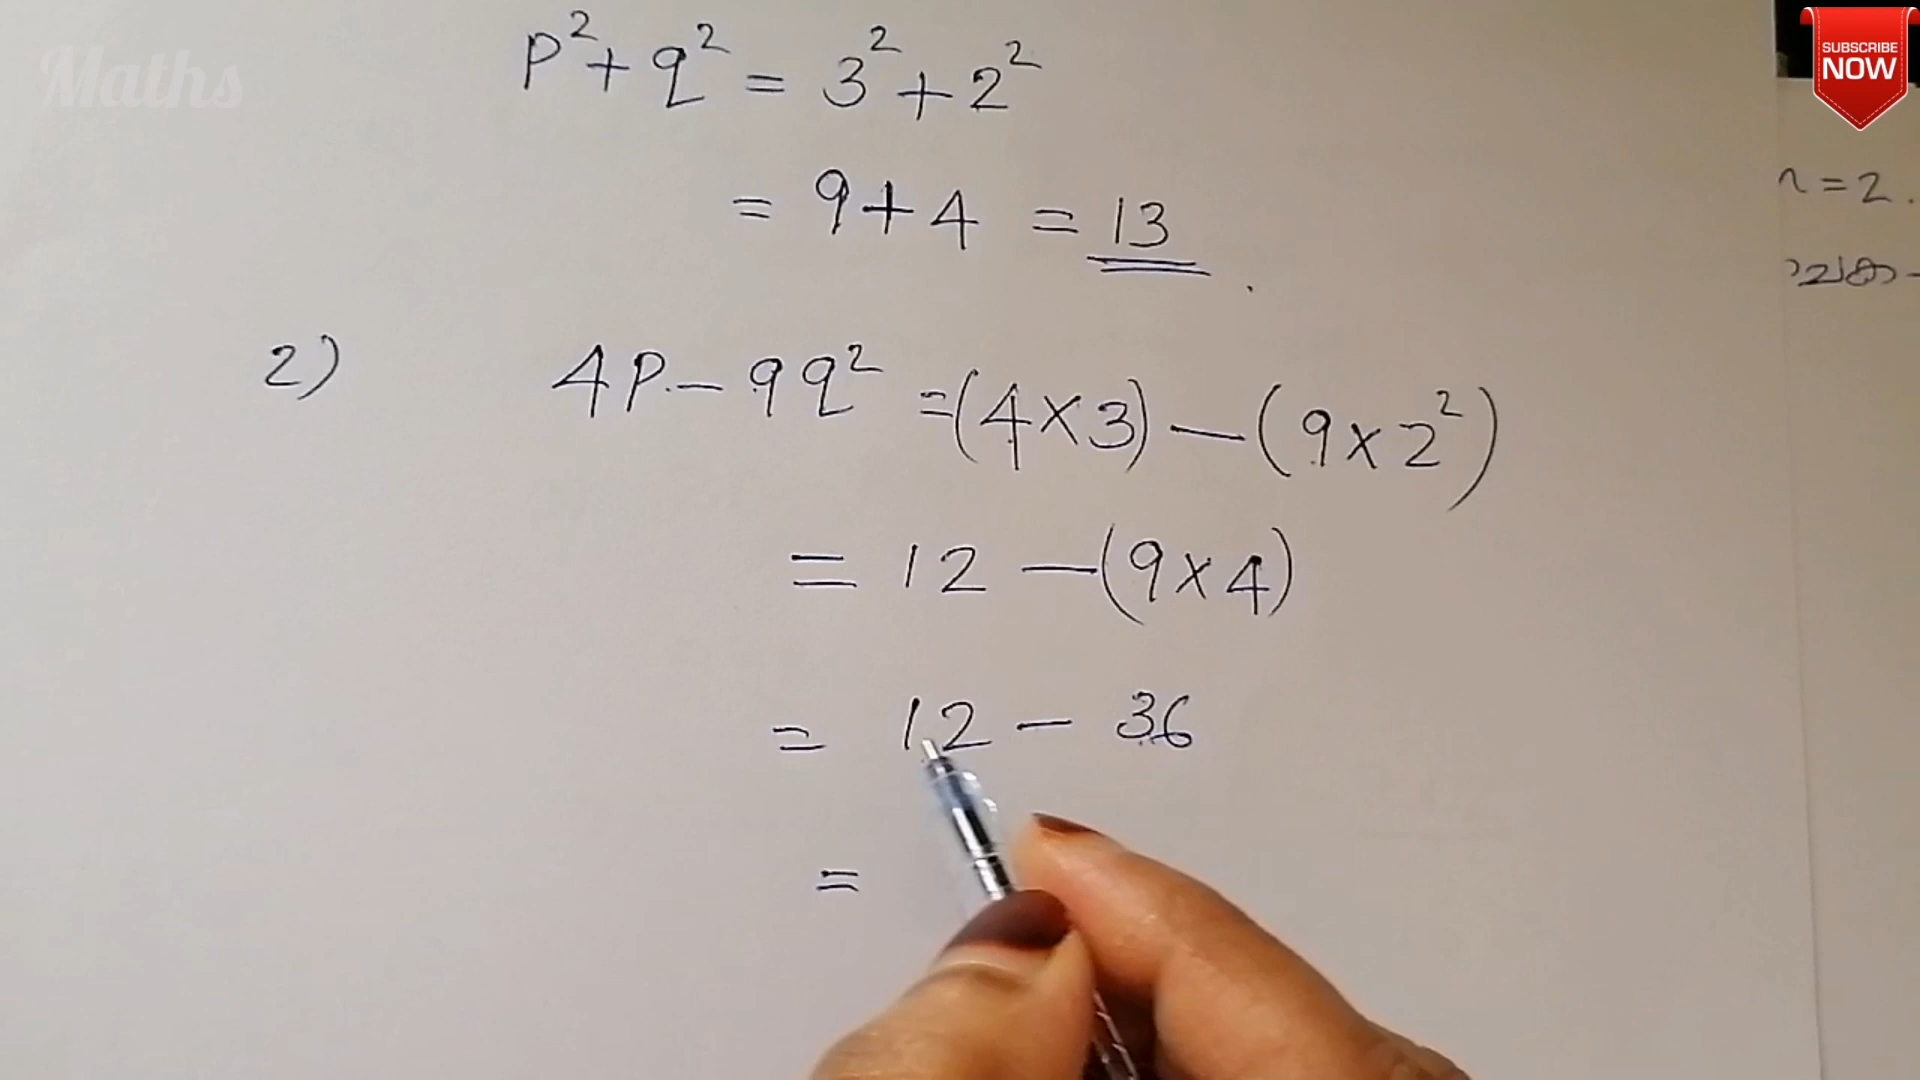 Maths
SUBSCRIBE
NOW
p² + q² = 3² + 2²
= 9 + 4 = 13
= 2.
2) 4p - 9q² = (4 × 3) - (9 × 2²)
= 12 - (9 × 4)
= 12 - 36
=